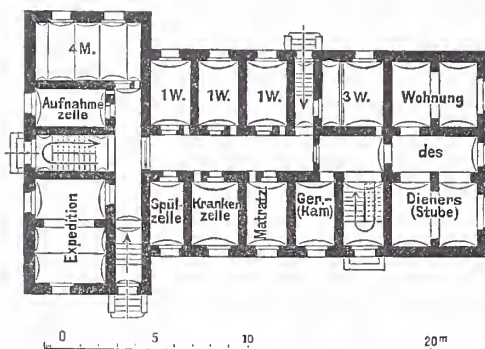 4 M.
Aufnahme
zelle
1 W.
1 W.
1 W.
3 W.
Wohnung
des
Dieners
(Stube)
Expedition
Spül-
zelle
Kranken
zelle
Matratz
Ger.-
(Kam)
0 5 10 20 m